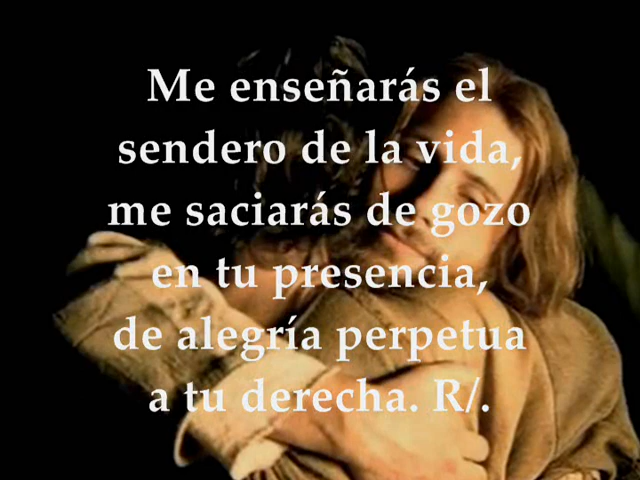 Me enseñarás el
sendero de la vida,
me saciarás de gozo
en tu presencia,
de alegría perpetua
a tu derecha. R/.